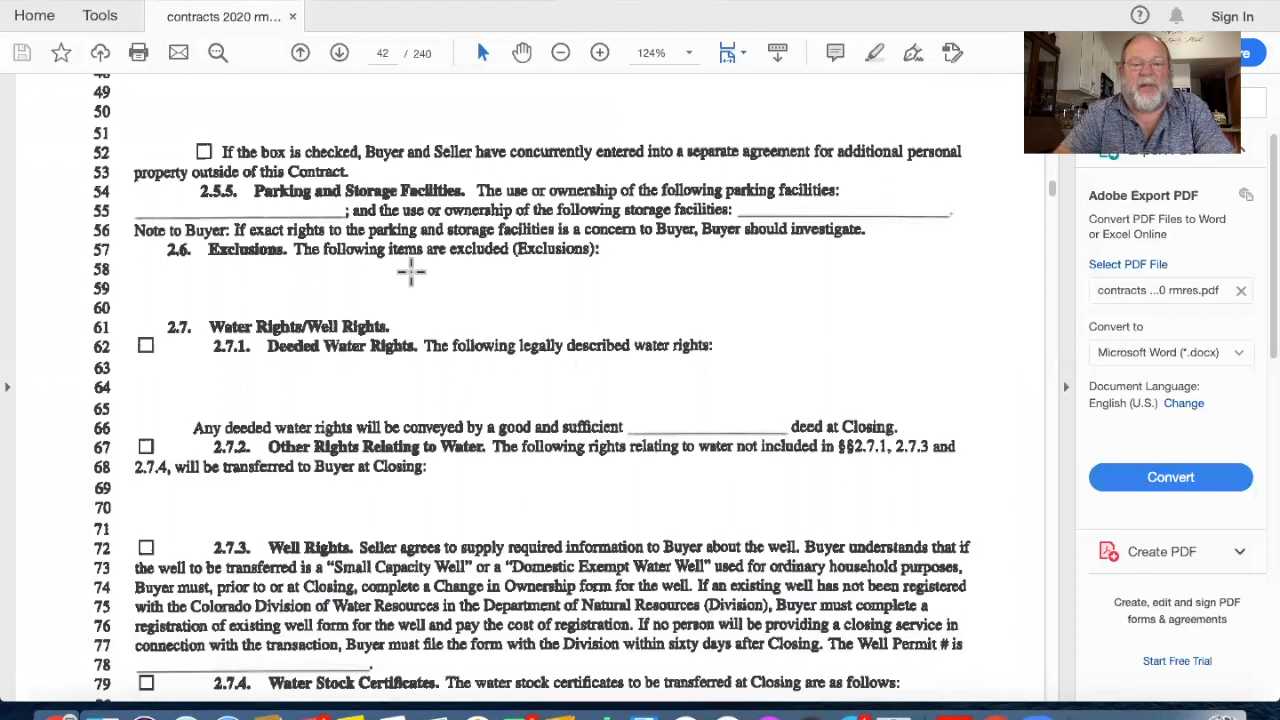 Home
Tools
contracts 2020 rm... ×
Sign In
42 / 240
124%
49
50
51
52 If the box is checked, Buyer and Seller have concurrently entered into a separate agreement for additional personal
53 property outside of this Contract.
54 2.5.5. Parking and Storage Facilities. The use or ownership of the following parking facilities:
55 ____________________; and the use or ownership of the following storage facilities: ____________________.
56 Note to Buyer: If exact rights to the parking and storage facilities is a concern to Buyer, Buyer should investigate.
57 2.6. Exclusions. The following items are excluded (Exclusions):
58
59
60
61 2.7. Water Rights/Well Rights.
62 2.7.1. Deeded Water Rights. The following legally described water rights:
63
64
65
66 Any deeded water rights will be conveyed by a good and sufficient _______________ deed at Closing.
67 2.7.2. Other Rights Relating to Water. The following rights relating to water not included in §§2.7.1, 2.7.3 and
68 2.7.4, will be transferred to Buyer at Closing:
69
70
71
72 2.7.3. Well Rights. Seller agrees to supply required information to Buyer about the well. Buyer understands that if
73 the well to be transferred is a “Small Capacity Well” or a “Domestic Exempt Water Well” used for ordinary household purposes,
74 Buyer must, prior to or at Closing, complete a Change in Ownership form for the well. If an existing well has not been registered
75 with the Colorado Division of Water Resources in the Department of Natural Resources (Division), Buyer must complete a
76 registration of existing well form for the well and pay the cost of registration. If no person will be providing a closing service in
77 connection with the transaction, Buyer must file the form with the Division within sixty days after Closing. The Well Permit # is
78 ____________________.
79 2.7.4. Water Stock Certificates. The water stock certificates to be transferred at Closing are as follows:
Adobe Export PDF
Convert PDF Files to Word
or Excel Online
Select PDF File
contracts ...0 rmres.pdf
Convert to
Microsoft Word (*.docx)
Document Language:
English (U.S.) Change
Convert
Create PDF
Create, edit and sign PDF
forms & agreements
Start Free Trial